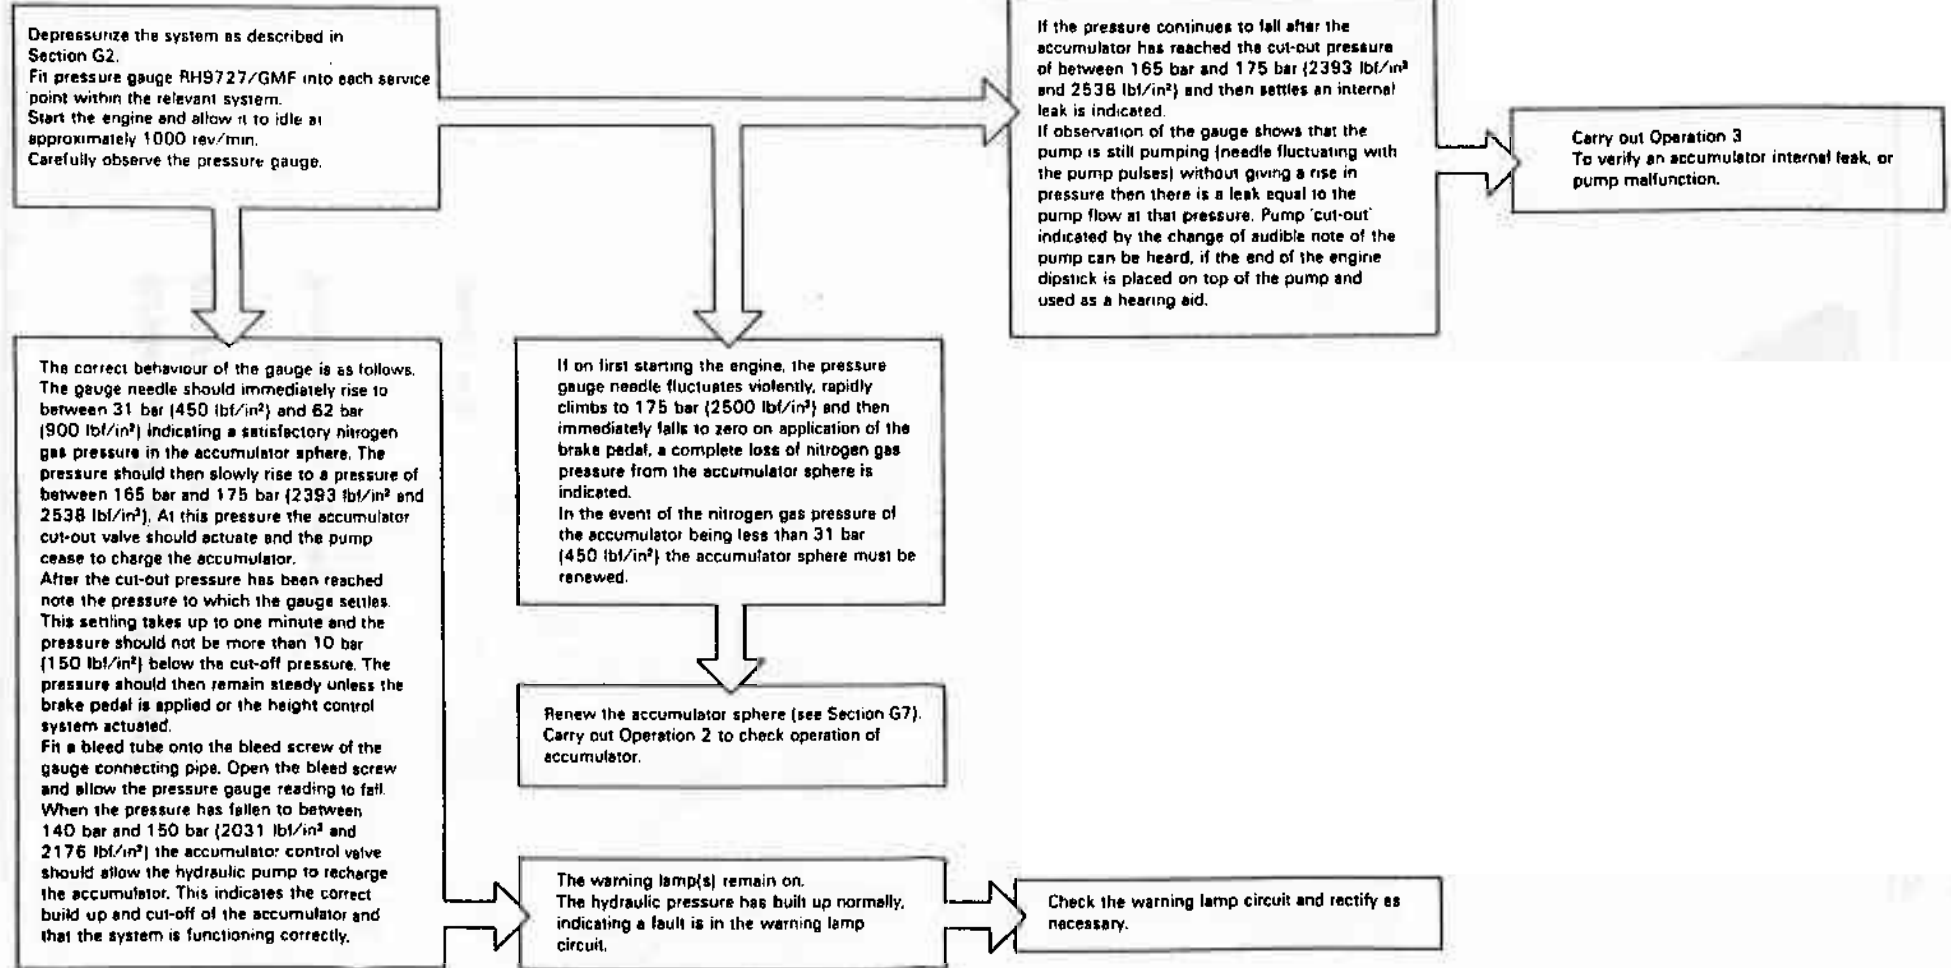 Depressurize the system as described in
Section G2.
Fit pressure gauge RH9727/GMF into each service
point within the relevant system.
Start the engine and allow it to idle at
approximately 1000 rev/min.
Carefully observe the pressure gauge.
If the pressure continues to fall after the
accumulator has reached the cut-out pressure
of between 165 bar and 175 bar (2393 lbf/in²
and 2538 lbf/in²) and then settles an internal
leak is indicated.
If observation of the gauge shows that the
pump is still pumping (needle fluctuating with
the pump pulses) without giving a rise in
pressure then there is a leak equal to the
pump flow at that pressure. Pump 'cut-out'
indicated by the change of audible note of the
pump can be heard, if the end of the engine
dipstick is placed on top of the pump and
used as a hearing aid.
Carry out Operation 3
To verify an accumulator internal leak, or
pump malfunction.
The correct behaviour of the gauge is as follows.
The gauge needle should immediately rise to
between 31 bar (450 lbf/in²) and 62 bar
(900 lbf/in²) indicating a satisfactory nitrogen
gas pressure in the accumulator sphere. The
pressure should then slowly rise to a pressure of
between 165 bar and 175 bar (2393 lbf/in² and
2538 lbf/in²). At this pressure the accumulator
cut-out valve should actuate and the pump
cease to charge the accumulator.
After the cut-out pressure has been reached
note the pressure to which the gauge settles.
This settling takes up to one minute and the
pressure should not be more than 10 bar
(150 lbf/in²) below the cut-off pressure. The
pressure should then remain steady unless the
brake pedal is applied or the height control
system actuated.
Fit a bleed tube onto the bleed screw of the
gauge connecting pipe. Open the bleed screw
and allow the pressure gauge reading to fall.
When the pressure has fallen to between
140 bar and 150 bar (2031 lbf/in² and
2176 lbf/in²) the accumulator control valve
should allow the hydraulic pump to recharge
the accumulator. This indicates the correct
build up and cut-off of the accumulator and
that the system is functioning correctly.
If on first starting the engine, the pressure
gauge needle fluctuates violently, rapidly
climbs to 175 bar (2500 lbf/in²) and then
immediately falls to zero on application of the
brake pedal, a complete loss of nitrogen gas
pressure from the accumulator sphere is
indicated.
In the event of the nitrogen gas pressure of
the accumulator being less than 31 bar
(450 lbf/in²) the accumulator sphere must be
renewed.
Renew the accumulator sphere (see Section G7).
Carry out Operation 2 to check operation of
accumulator.
The warning lamp(s) remain on.
The hydraulic pressure has built up normally,
indicating a fault is in the warning lamp
circuit.
Check the warning lamp circuit and rectify as
necessary.